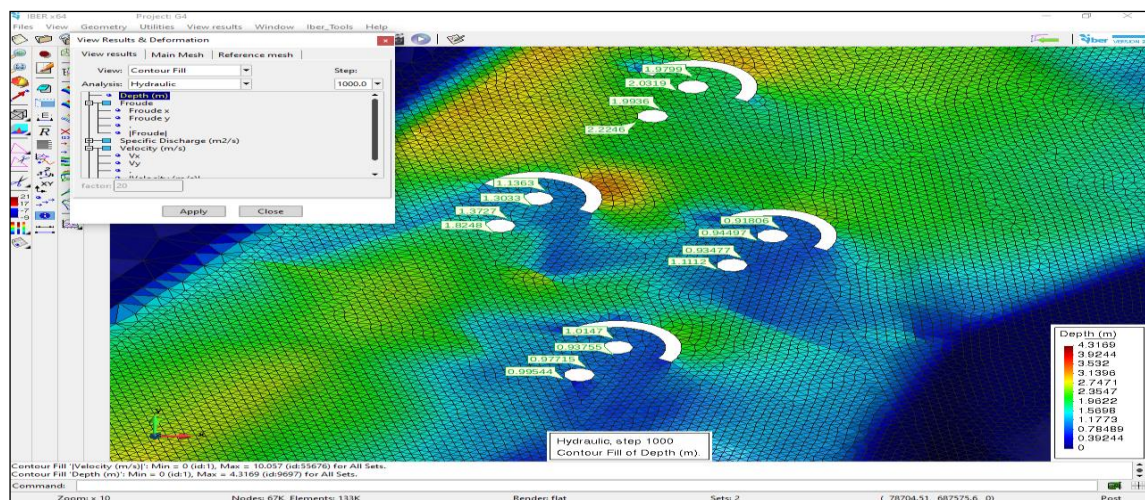 IBER x64 Project: G4
Files View Geometry Utilities View results Window Iber_Tools Help
View Results & Deformation
View results Main Mesh Reference mesh
View: Contour Fill Step:
Analysis: Hydraulic 1000.0
Depth (m)
Froude
Froude x
Froude y
|Froude|
Specific Discharge (m2/s)
Velocity (m/s)
Vx
Vy
factor: 20
Apply Close
Iber VERSION
1.9799
2.0319
1.9936
2.2246
1.1363
1.3033
1.3727
1.8248
0.91806
0.94497
0.93477
1.1112
1.0147
0.93755
0.97715
0.99544
Depth (m)
4.3169
3.9244
3.532
3.1396
2.7471
2.3547
1.9622
1.5698
1.1773
0.78489
0.39244
0
Hydraulic, step 1000
Contour Fill of Depth (m).
Contour Fill '|Velocity (m/s)|': Min = 0 (id:1), Max = 10.057 (id:55676) for All Sets.
Contour Fill 'Depth (m)': Min = 0 (id:1), Max = 4.3169 (id:9697) for All Sets.
Command:
Zoom: x 10 Nodes: 67K, Elements: 133K Render: flat Sets: 2 ( 78704.51, 687575.6, 0) Post